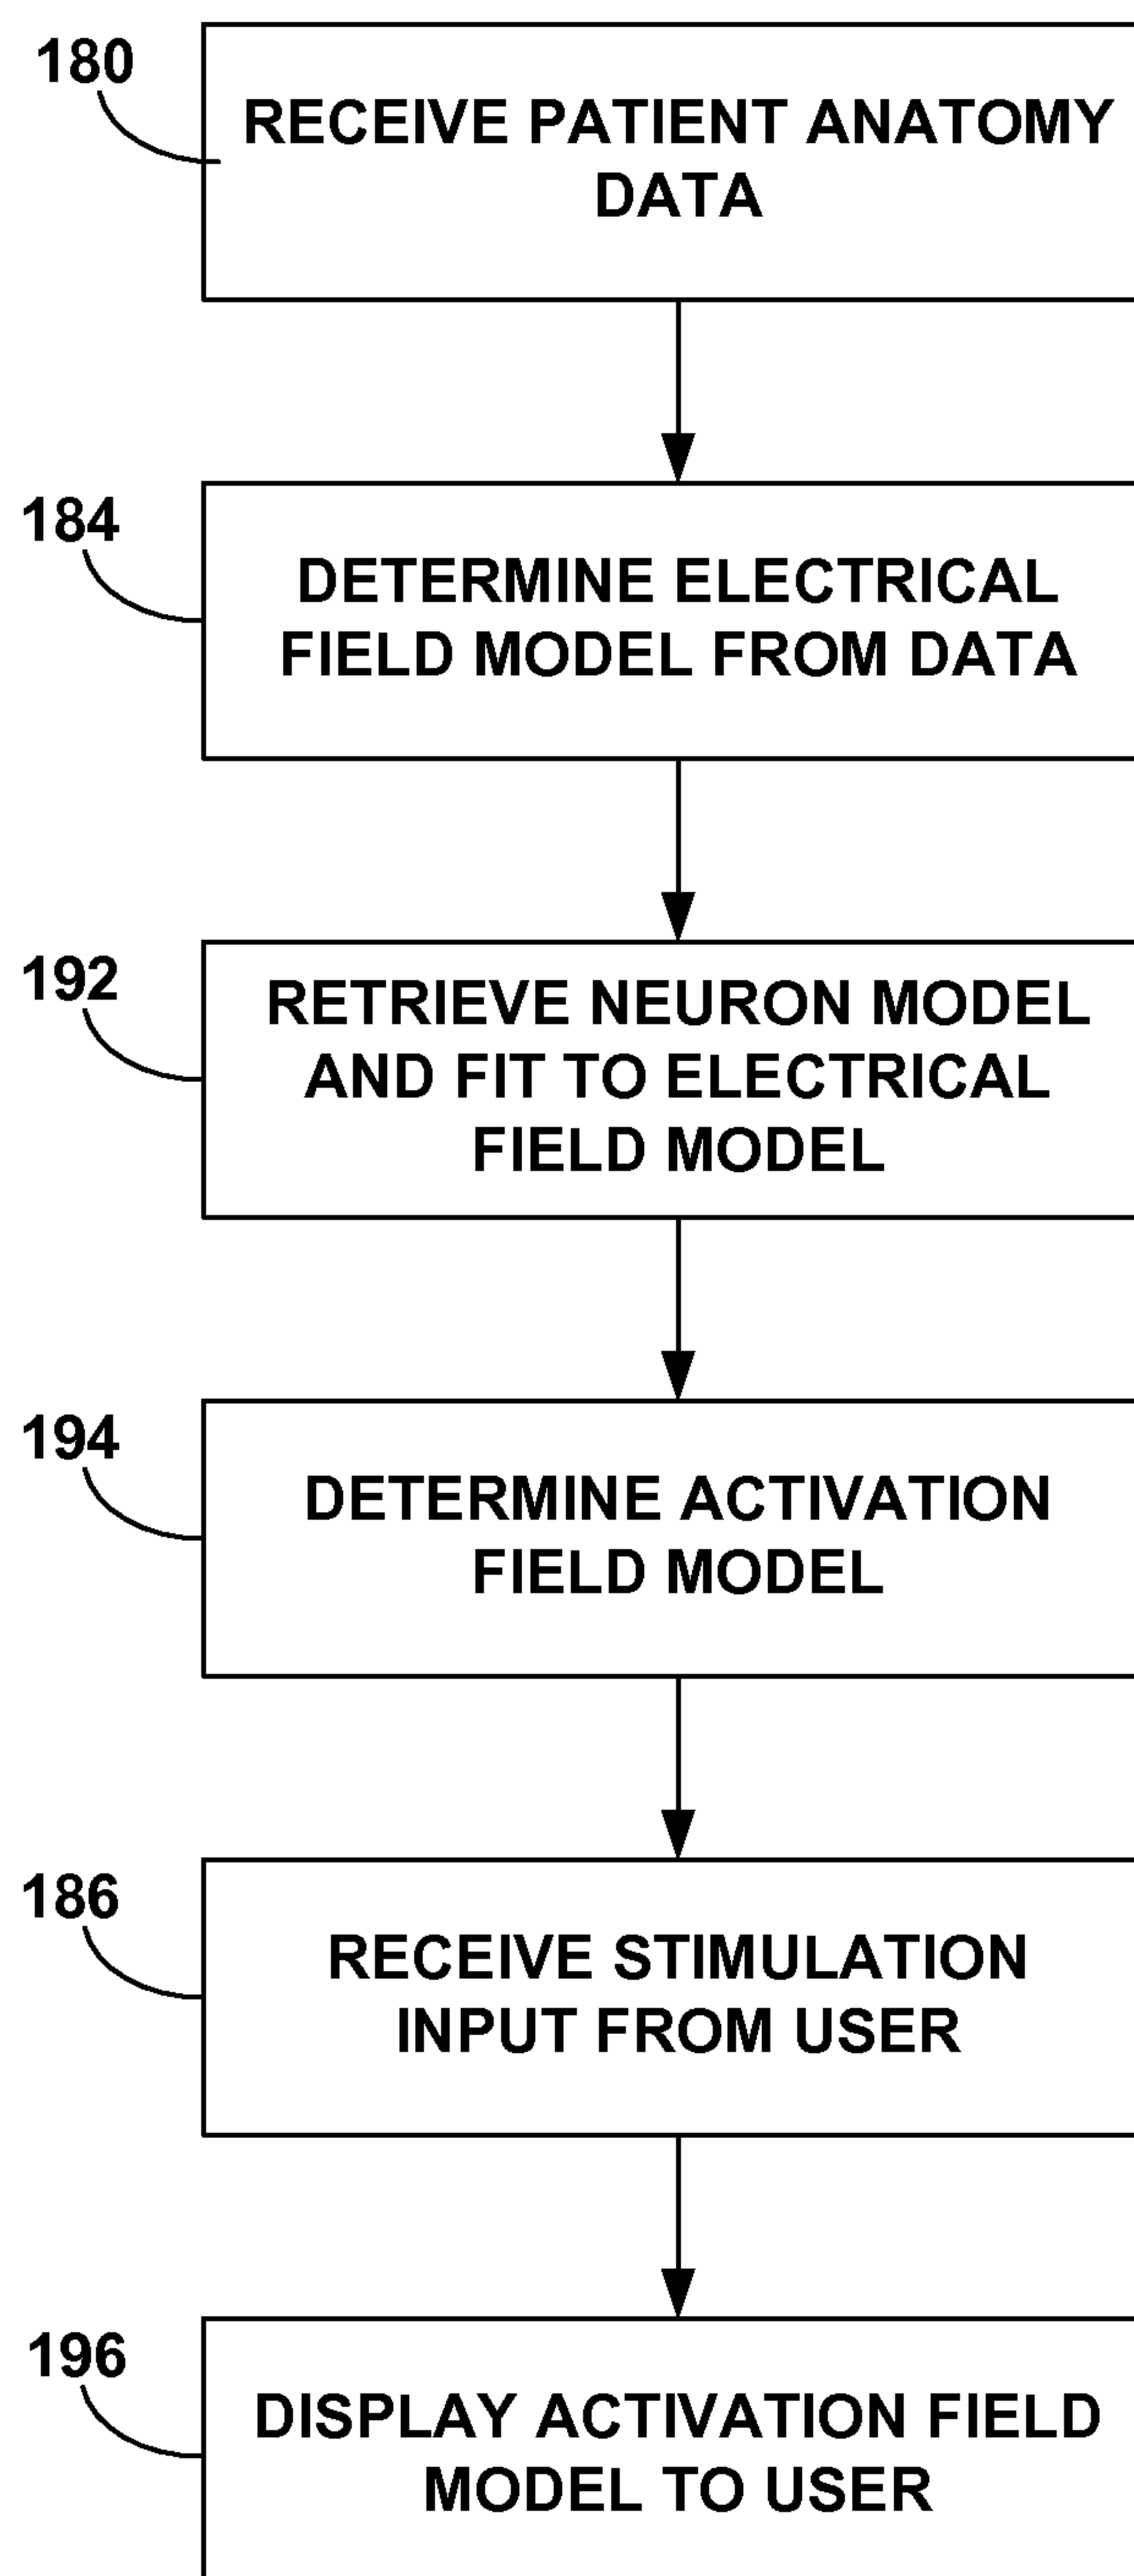 180
RECEIVE PATIENT ANATOMY
DATA
184
DETERMINE ELECTRICAL
FIELD MODEL FROM DATA
192
RETRIEVE NEURON MODEL
AND FIT TO ELECTRICAL
FIELD MODEL
194
DETERMINE ACTIVATION
FIELD MODEL
186
RECEIVE STIMULATION
INPUT FROM USER
196
DISPLAY ACTIVATION FIELD
MODEL TO USER